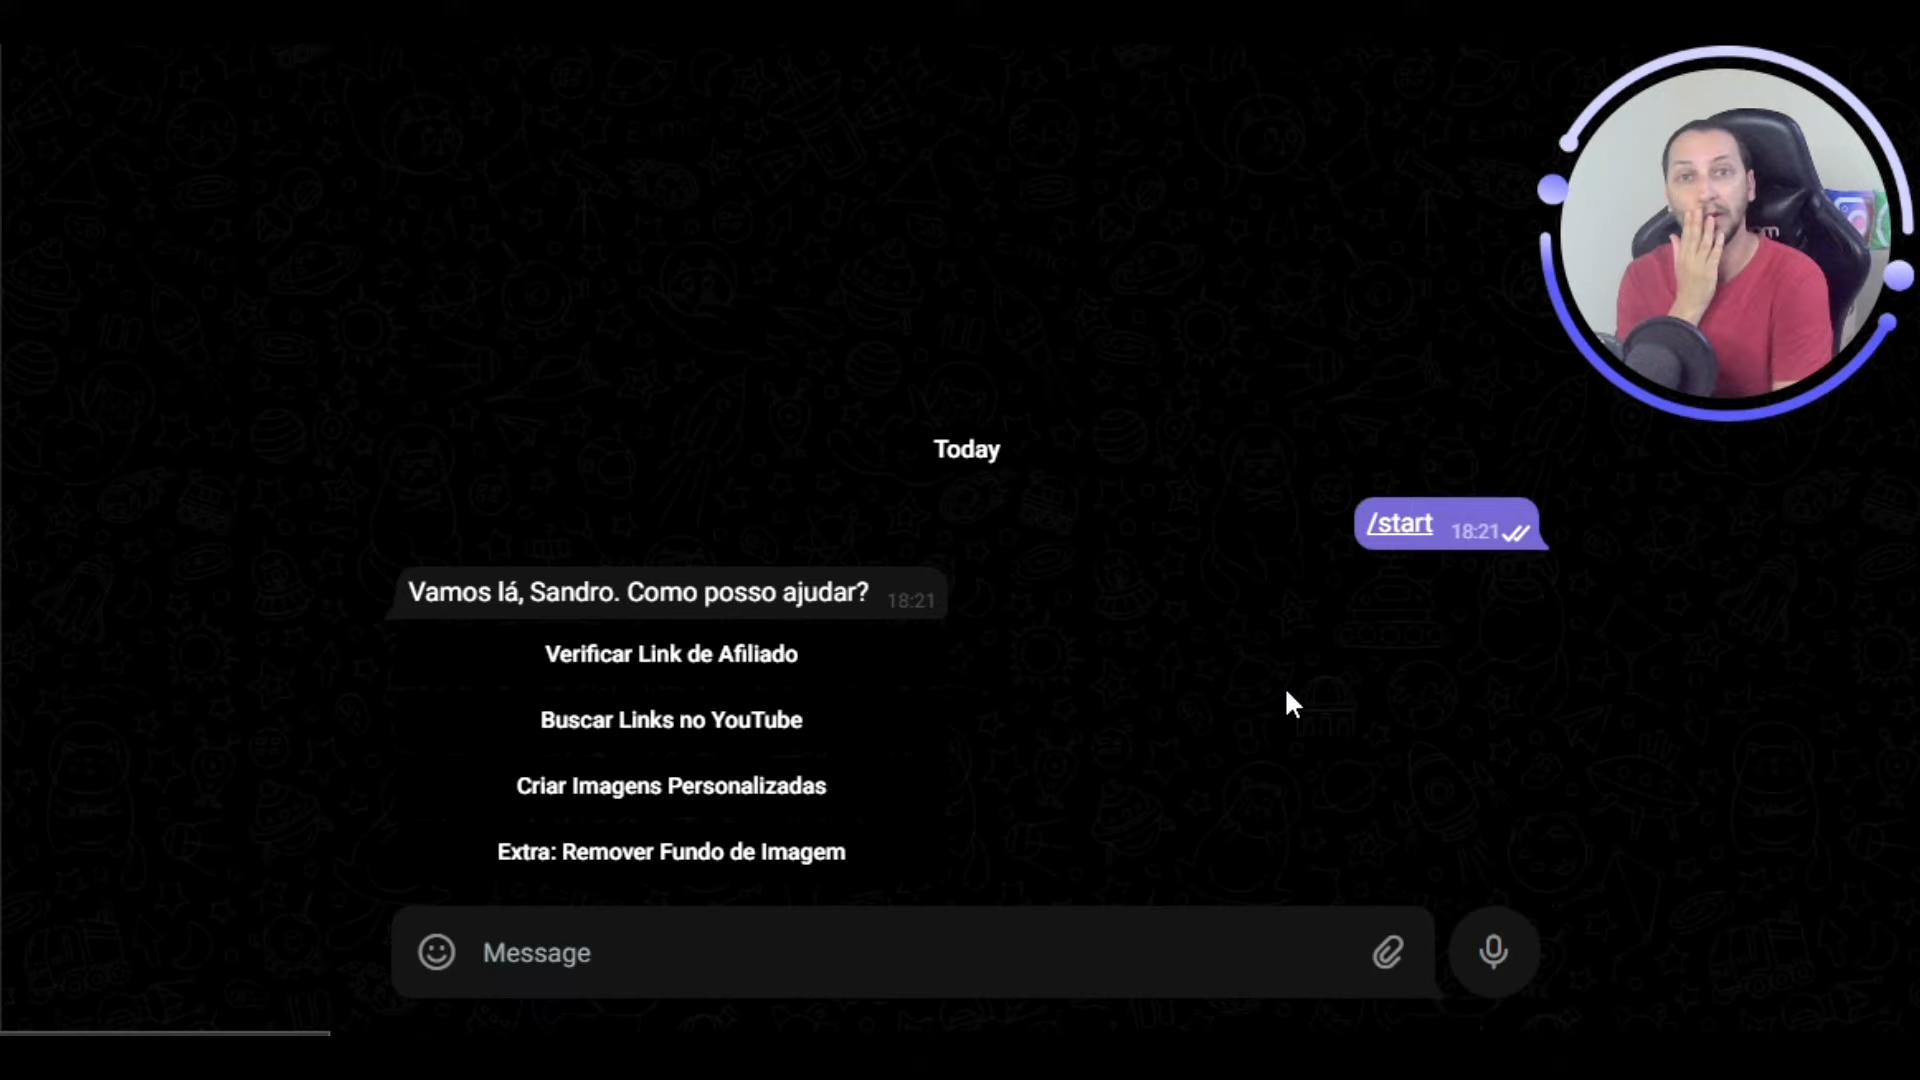 Today
/start 18:21
Vamos lá, Sandro. Como posso ajudar? 18:21
Verificar Link de Afiliado
Buscar Links no YouTube
Criar Imagens Personalizadas
Extra: Remover Fundo de Imagem
Message